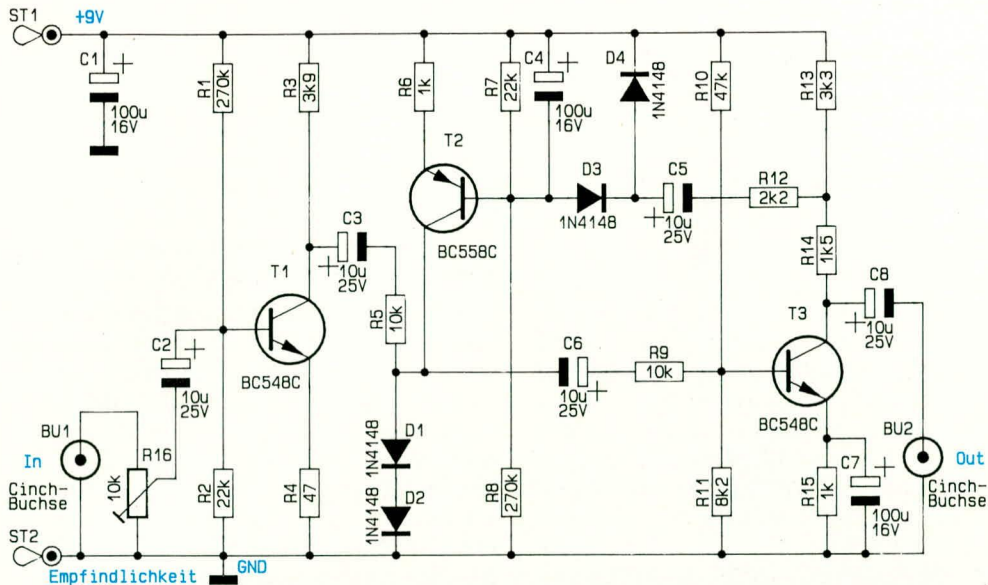 ST1
+9V
C1
+
100u
16V
R1
270k
R3
3k9
R6
1k
R7
22k
C4
+
100u
16V
D4
1N4148
R10
47k
R13
3k3
T2
BC558C
D3
1N4148
C5
+
10u
25V
R12
2k2
R14
1k5
C3
+
10u
25V
T1
BC548C
R5
10k
C2
+
10u
25V
C6
+
10u
25V
R9
10k
T3
BC548C
C8
+
10u
25V
BU1
In
Cinch-
Buchse
R16
10k
R2
22k
R4
47
D1
1N4148
D2
1N4148
R8
270k
R11
8k2
R15
1k
C7
+
100u
16V
BU2
Out
Cinch-
Buchse
ST2
Empfindlichkeit
GND